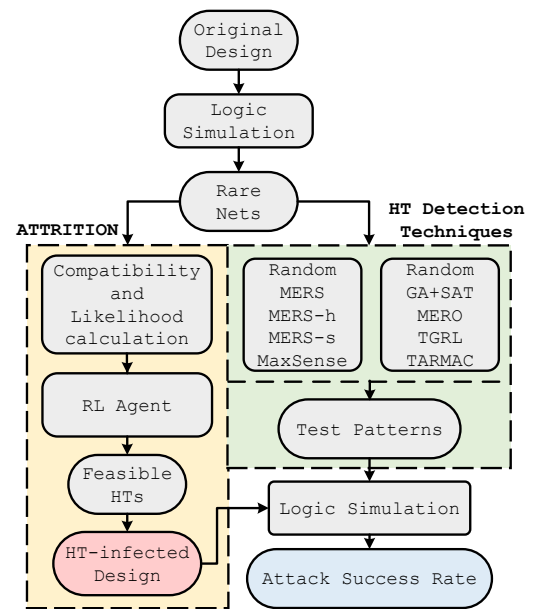 Original
Design
Logic
Simulation
Rare
Nets
ATTRITION
HT Detection
Techniques
Compatibility
and
Likelihood
calculation
RL Agent
Feasible
HTs
HT-infected
Design
Random
MERS
MERS-h
MERS-s
MaxSense
Random
GA+SAT
MERO
TGRL
TARMAC
Test Patterns
Logic Simulation
Attack Success Rate